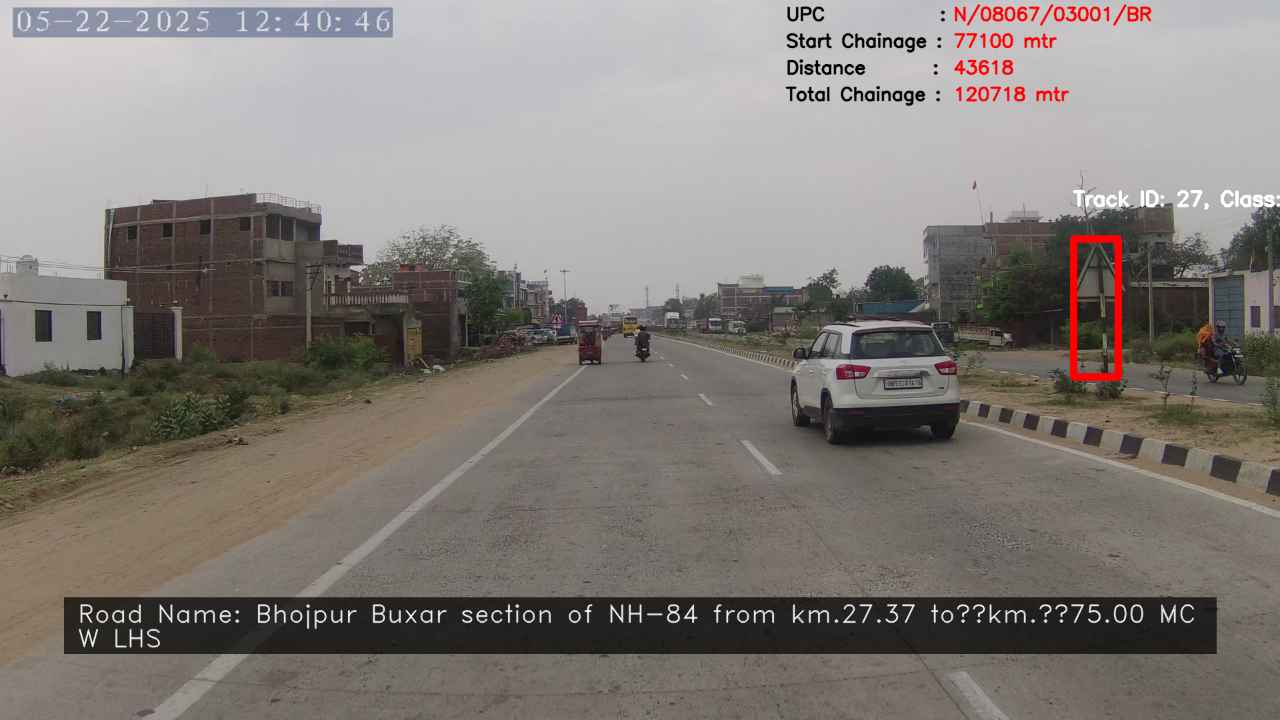 05-22-2025 12:40:46
UPC : N/08067/03001/BR
Start Chainage : 77100 mtr
Distance : 43618
Total Chainage : 120718 mtr
Track ID: 27, Class:
Road Name: Bhojpur Buxar section of NH-84 from km.27.37 to??km.??75.00 MC
W LHS